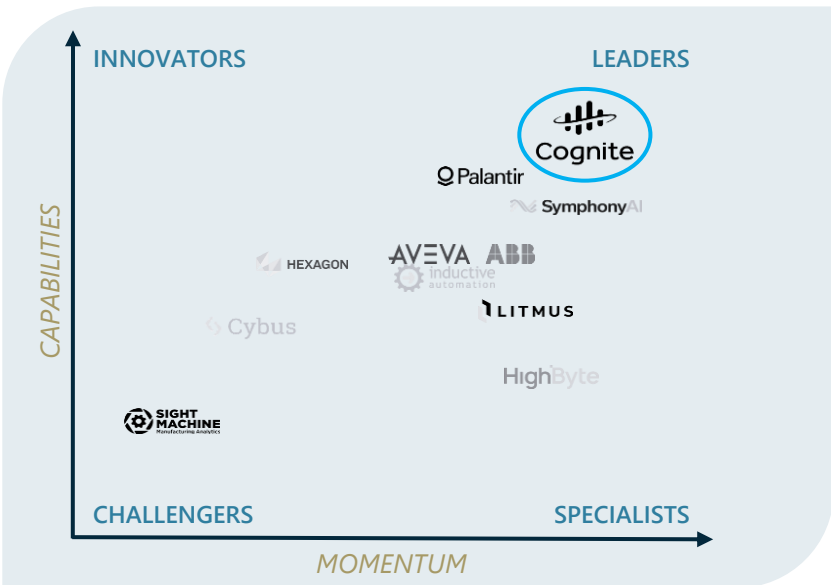 INNOVATORS
LEADERS
Cognite
Palantir
SymphonyAI
AVEVA
ABB
HEXAGON
inductive
automation
LITMUS
Cybus
HighByte
SIGHT
MACHINE
Manufacturing Analytics
CAPABILITIES
CHALLENGERS
SPECIALISTS
MOMENTUM